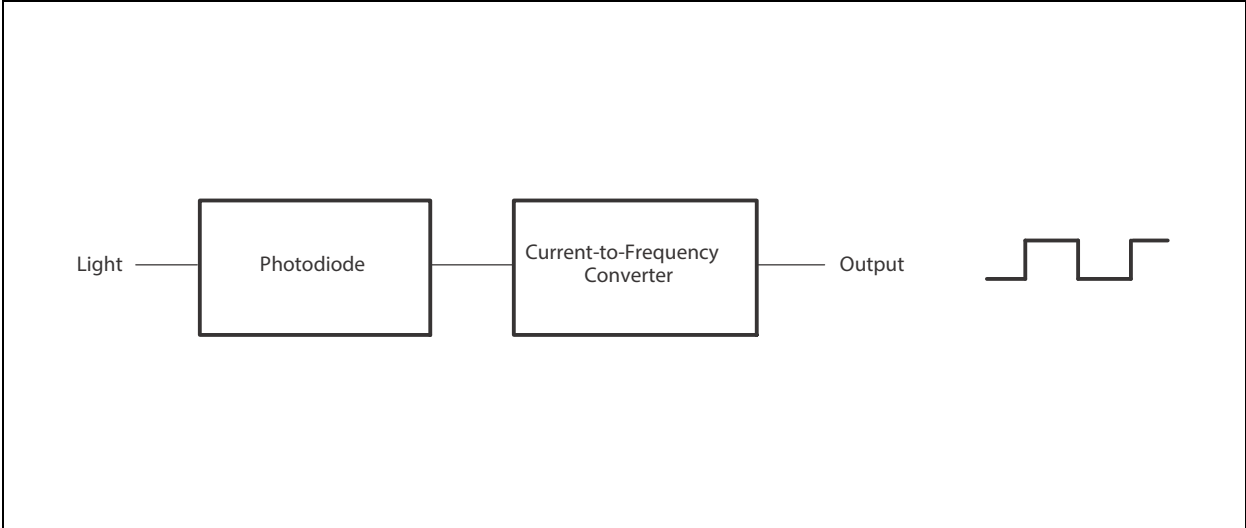 Light
Photodiode
Current-to-Frequency
Converter
Output